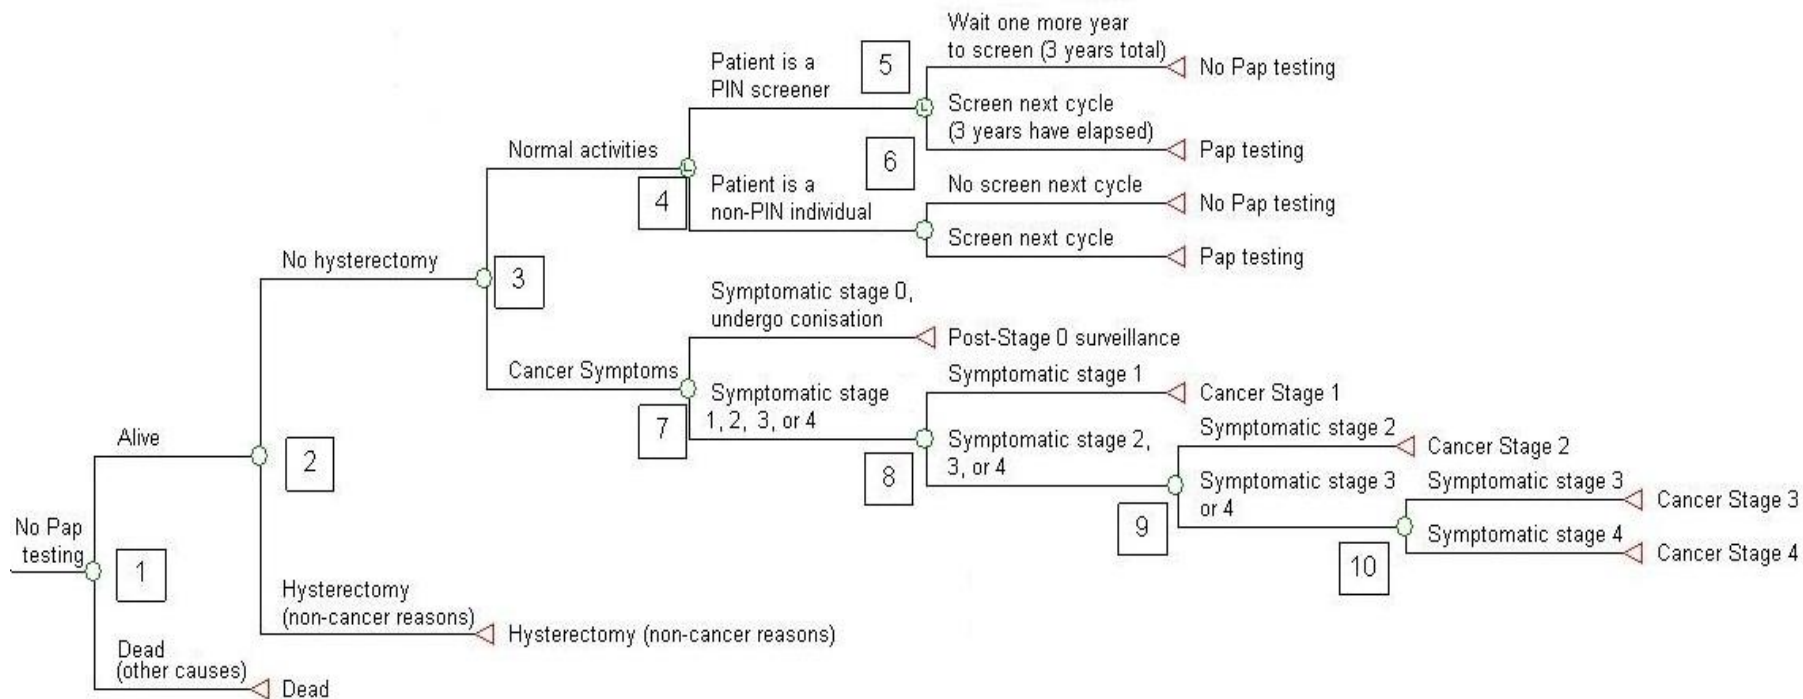 Wait one more year
to screen (3 years total)
No Pap testing
5
Patient is a
PIN screener
Screen next cycle
(3 years have elapsed)
Pap testing
Normal activities
6
4
Patient is a
non-PIN individual
No screen next cycle
No Pap testing
Screen next cycle
Pap testing
No hysterectomy
3
Symptomatic stage 0,
undergo conisation
Post-Stage 0 surveillance
Cancer Symptoms
Symptomatic stage 1
Cancer Stage 1
7
Symptomatic stage
1, 2, 3, or 4
Symptomatic stage 2
Cancer Stage 2
Alive
2
8
Symptomatic stage 2,
3, or 4
Symptomatic stage 3
or 4
Symptomatic stage 3
Cancer Stage 3
9
Symptomatic stage 4
Cancer Stage 4
10
No Pap
testing
1
Hysterectomy
(non-cancer reasons)
Hysterectomy (non-cancer reasons)
Dead
(other causes)
Dead